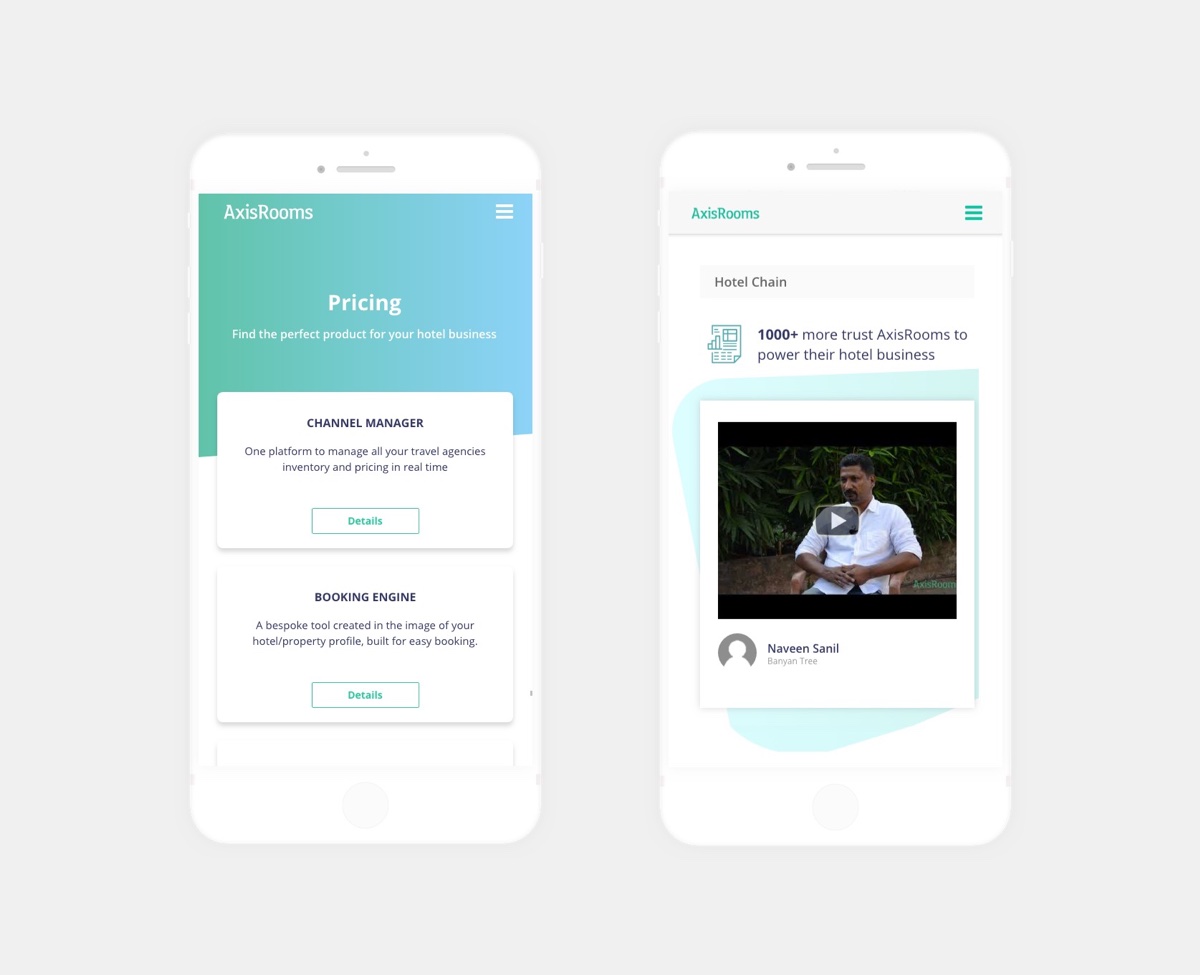 AxisRooms
Pricing
Find the perfect product for your hotel business
CHANNEL MANAGER
One platform to manage all your travel agencies
inventory and pricing in real time
Details
BOOKING ENGINE
A bespoke tool created in the image of your
hotel/property profile, built for easy booking.
Details
AxisRooms
Hotel Chain
1000+ more trust AxisRooms to
power their hotel business
AxisRoom
Naveen Sanil
Banyan Tree